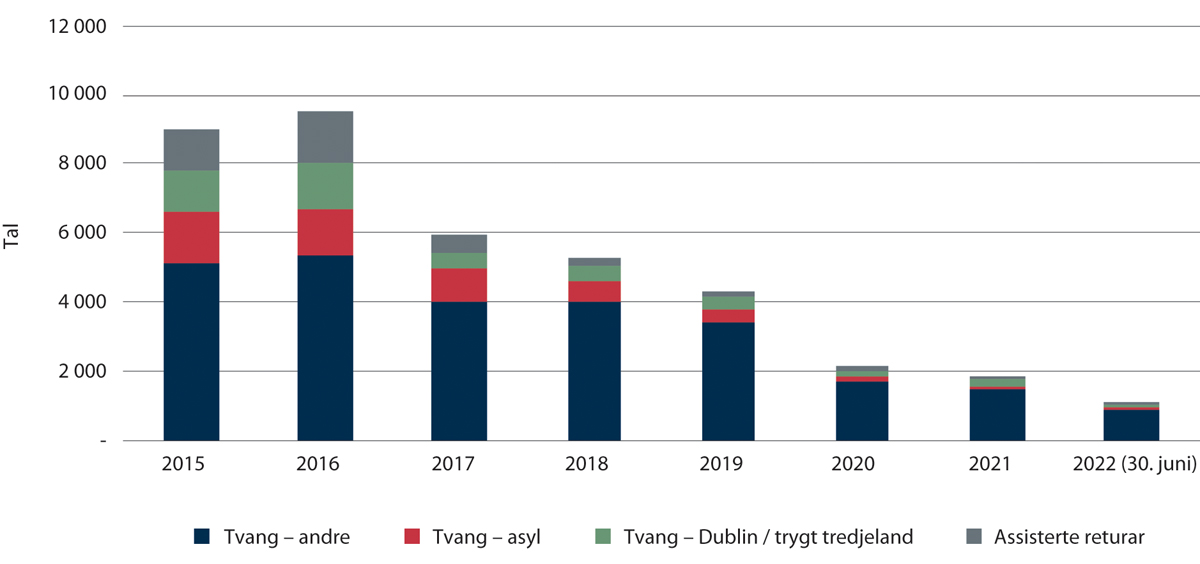 12 000
10 000
8 000
6 000
4 000
2 000
-
Tal
2015 2016 2017 2018 2019 2020 2021 2022 (30. juni)
Tvang – andre Tvang – asyl Tvang – Dublin / trygt tredjeland Assisterte returar